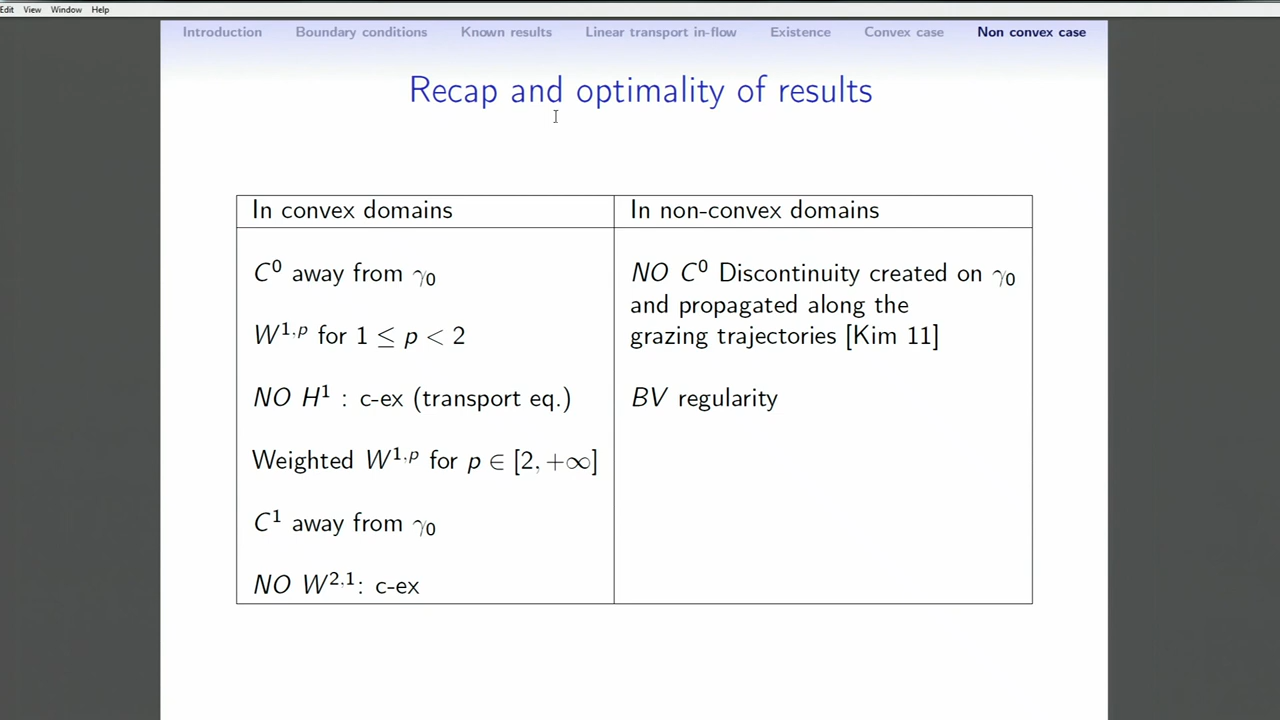 Edit View Window Help
Introduction Boundary conditions Known results Linear transport in-flow Existence Convex case Non convex case
Recap and optimality of results
In convex domains
C⁰ away from γ₀
W¹,ᵖ for 1 ≤ p < 2
NO H¹ : c-ex (transport eq.)
Weighted W¹,ᵖ for p ∈ [2, +∞]
C¹ away from γ₀
NO W²,¹: c-ex
In non-convex domains
NO C⁰ Discontinuity created on γ₀
and propagated along the
grazing trajectories [Kim 11]
BV regularity